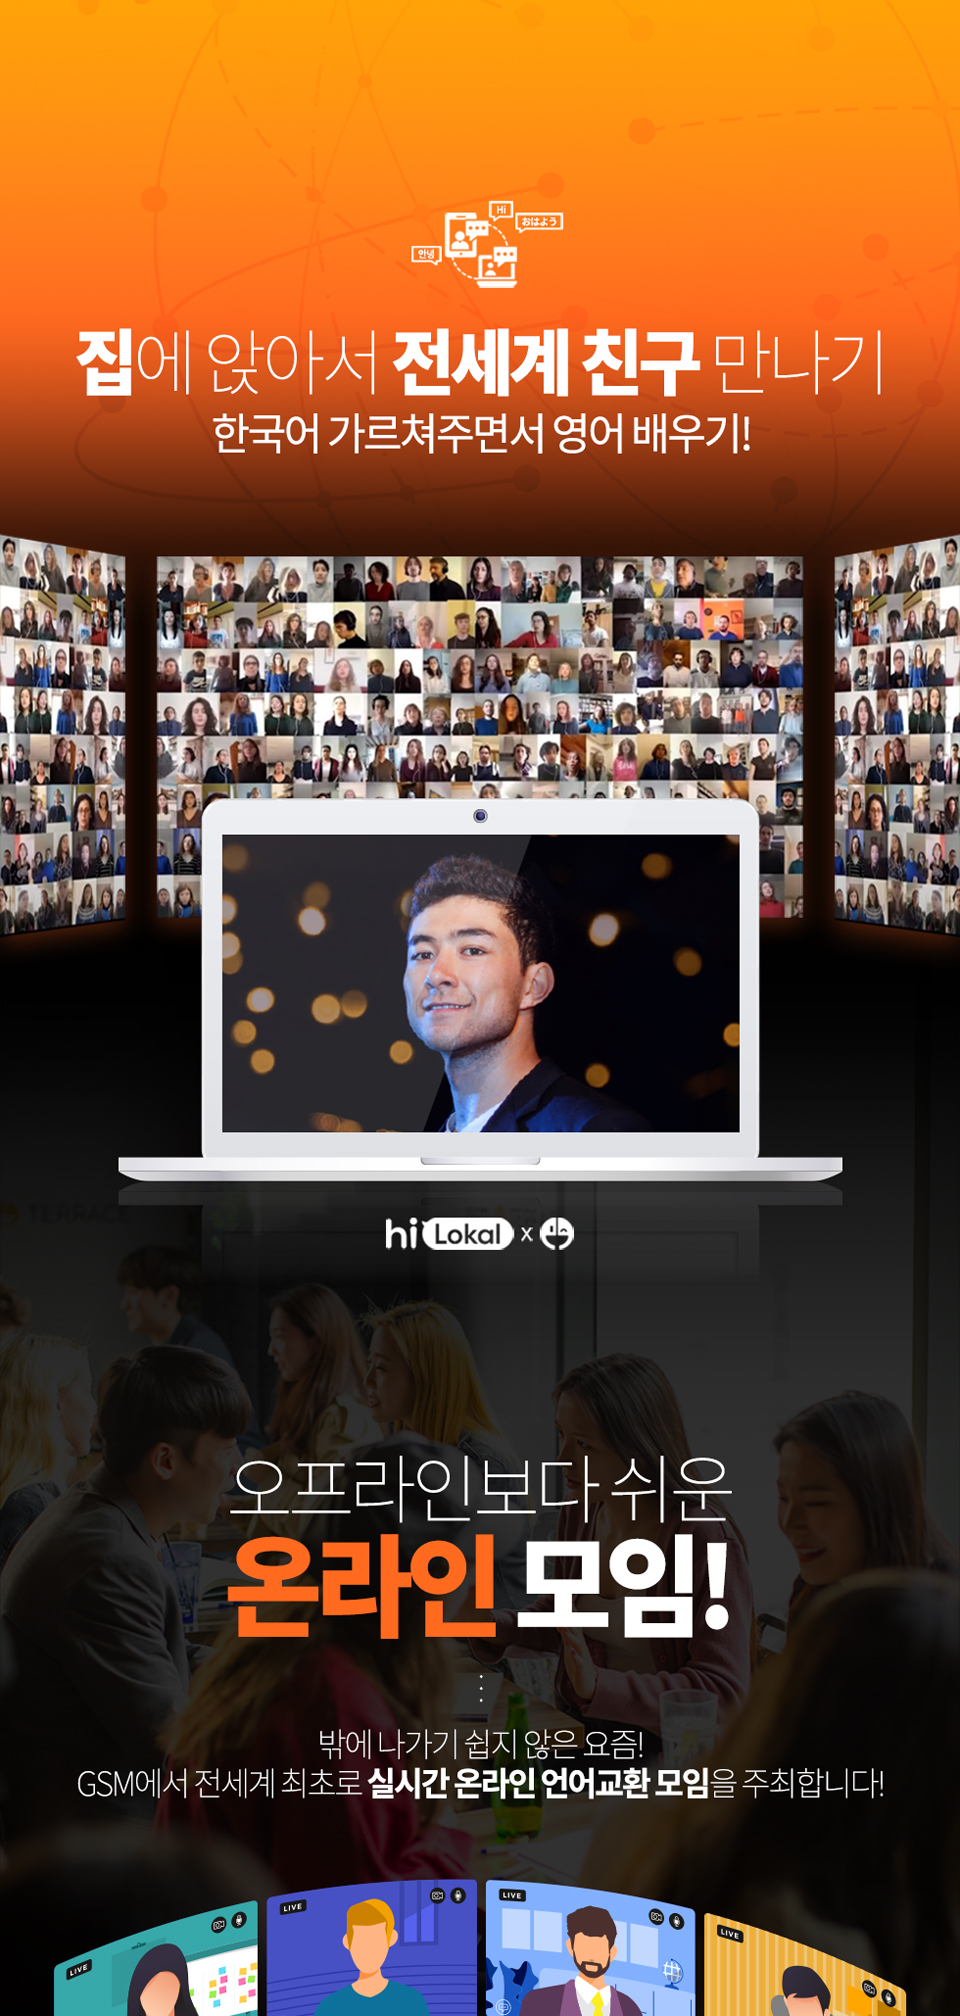 Hi
おはよう
안녕
집에 앉아서 전세계 친구 만나기
한국어 가르쳐주면서 영어 배우기!
hi Lokal x
TERRACE
오프라인보다 쉬운
온라인 모임!
밖에 나가기 쉽지 않은 요즘!
GSM에서 전세계 최초로 실시간 온라인 언어교환 모임을 주최합니다!
LIVE
LIVE
LIVE
LIVE